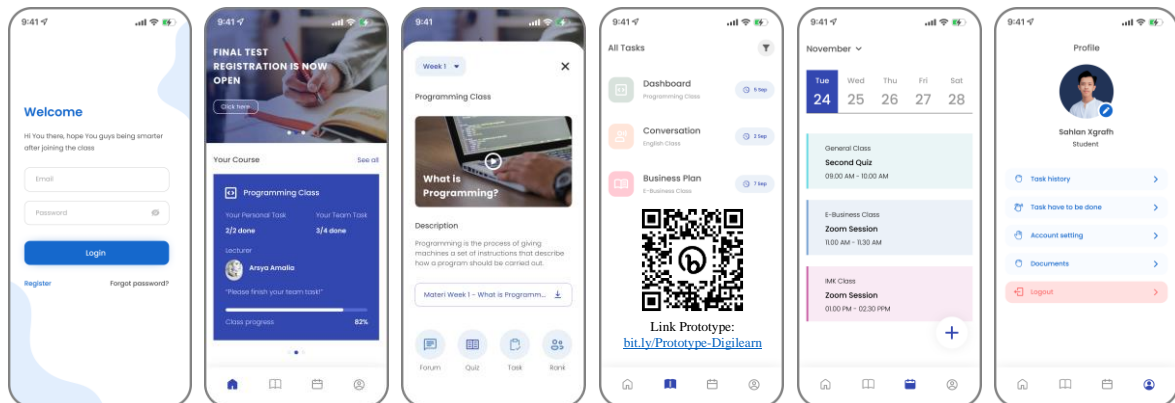 9:41
Welcome
Hi You there, hope You guys being smarter
after joining the class
Email
Password
Login
Register
Forgot password?
9:41
FINAL TEST
REGISTRATION IS NOW
OPEN
Click here
Your Course
See all
Programming Class
Your Personal Task
Your Team Task
2/2 done
3/4 done
Lecturer
Arsya Amalia
"Please finish your team task!"
Class progress
82%
9:41
Week 1
Programming Class
What is
Programming?
Description
Programming is the process of giving
machines a set of instructions that describe
how a program should be carried out.
Materi Week 1 - What is Programm...
Forum
Quiz
Task
Rank
9:41
All Tasks
Dashboard
Programming Class
5 Sep
Conversation
English Class
2 Sep
Business Plan
E-Business Class
7 Sep
Link Prototype:
bit.ly/Prototype-Digilearn
9:41
November
Tue
Wed
Thu
Fri
Sat
24
25
26
27
28
General Class
Second Quiz
09.00 AM - 10.00 AM
E-Business Class
Zoom Session
11.00 AM - 11.30 AM
IMK Class
Zoom Session
01.00 PM - 02.30 PPM
9:41
Profile
Sahlan Xgrafh
Student
Task history
Task have to be done
Account setting
Documents
Logout